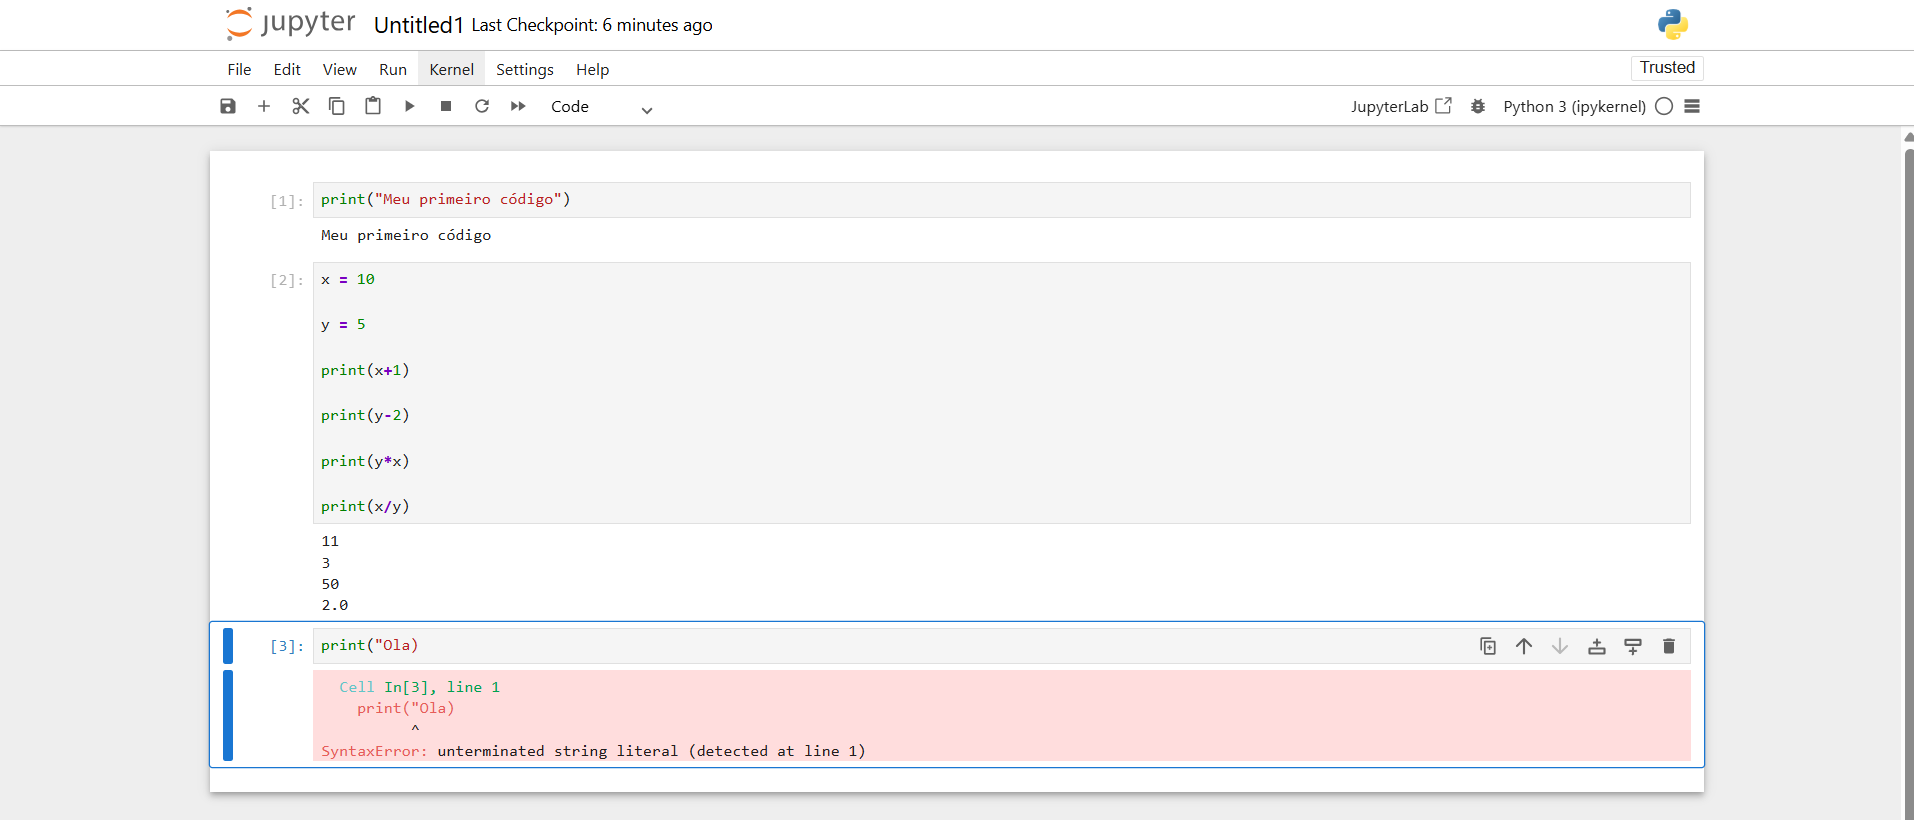 jupyter Untitled1 Last Checkpoint: 6 minutes ago
File Edit View Run Kernel Settings Help Trusted
Code JupyterLab Python 3 (ipykernel)
[1]: print("Meu primeiro código")
Meu primeiro código
[2]: x = 10
y = 5
print(x+1)
print(y-2)
print(y*x)
print(x/y)
11
3
50
2.0
[3]: print("Ola)
Cell In[3], line 1
print("Ola)
^
SyntaxError: unterminated string literal (detected at line 1)